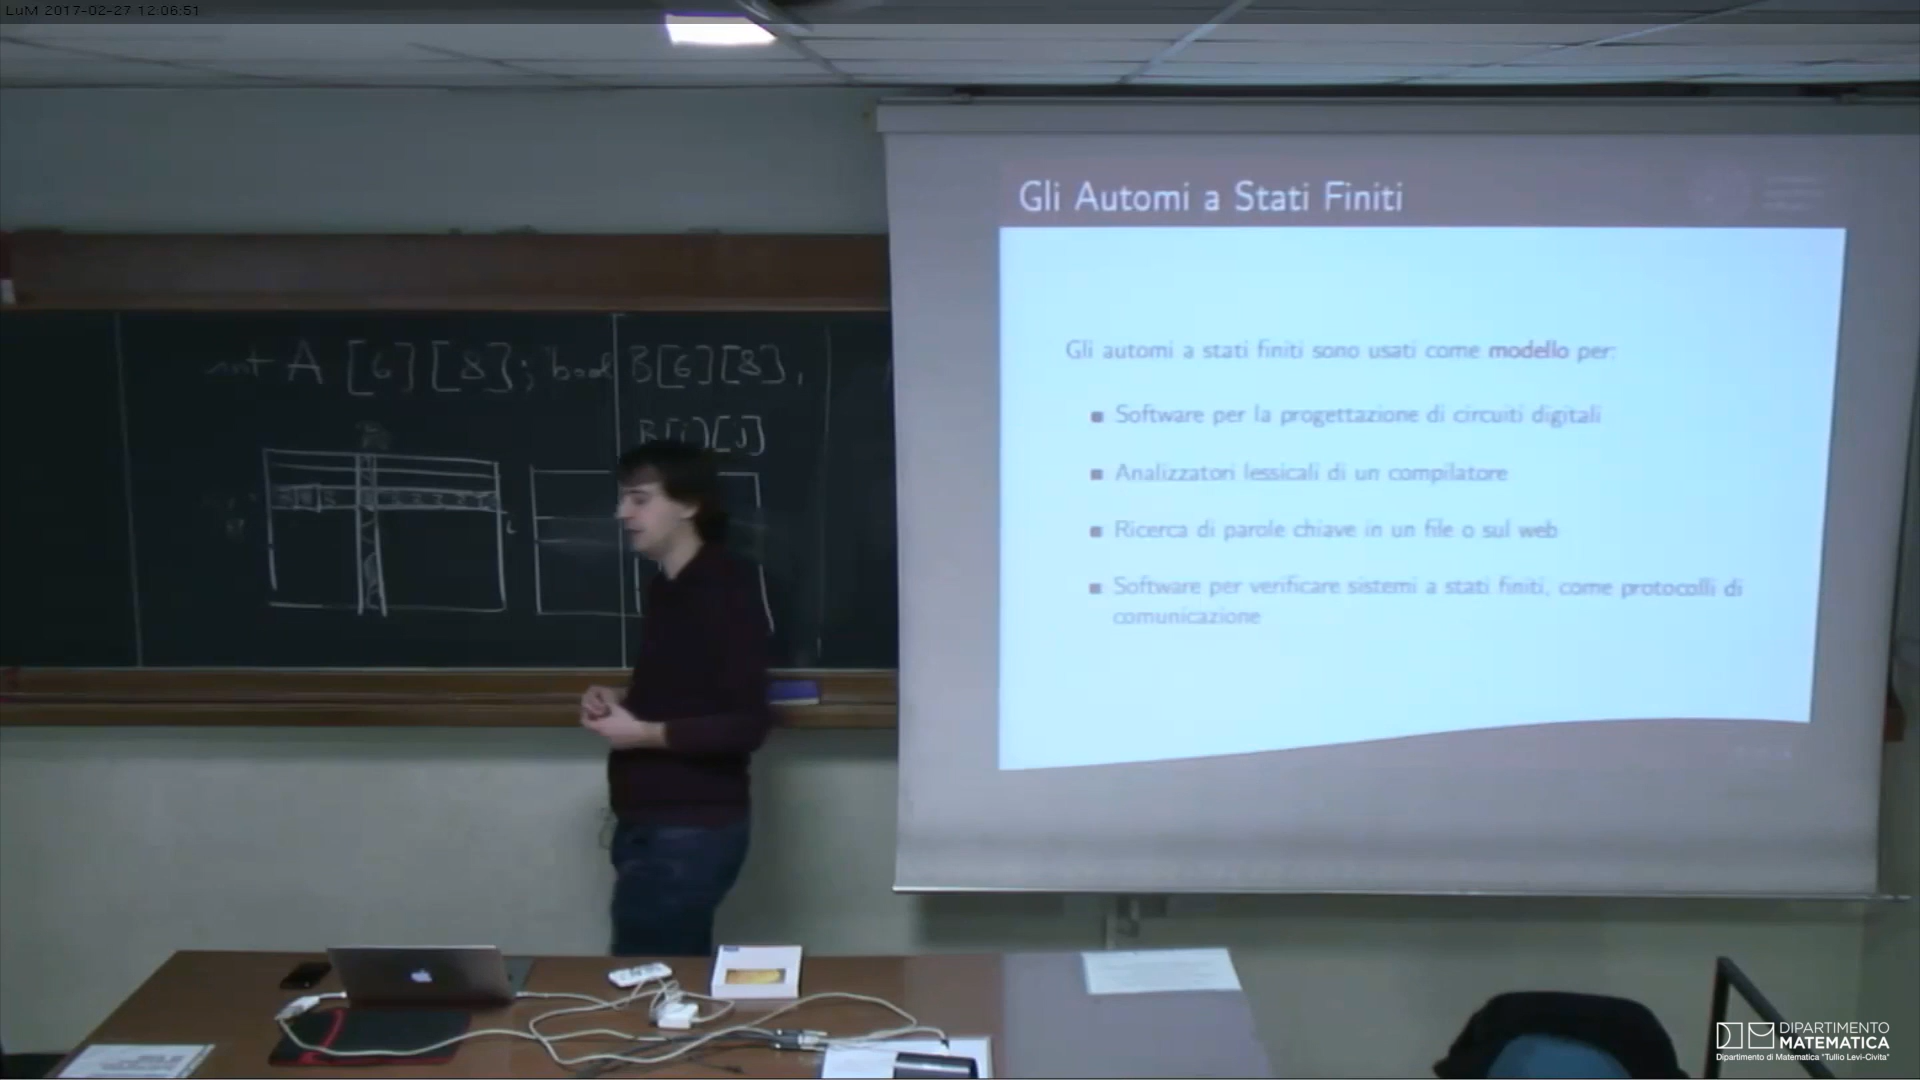 LuM 2017-02-27 12:06:51
Gli Automi a Stati Finiti
Gli automi a stati finiti sono usati come modello per:
Software per la progettazione di circuiti digitali
Analizzatori lessicali di un compilatore
Ricerca di parole chiave in un file o sul web
Software per verificare sistemi a stati finiti, come protocolli di
comunicazione
int A [6][8]; bool B[6][8],
B[i][j]
DIPARTIMENTO
MATEMATICA
Dipartimento di Matematica "Tullio Levi-Civita"